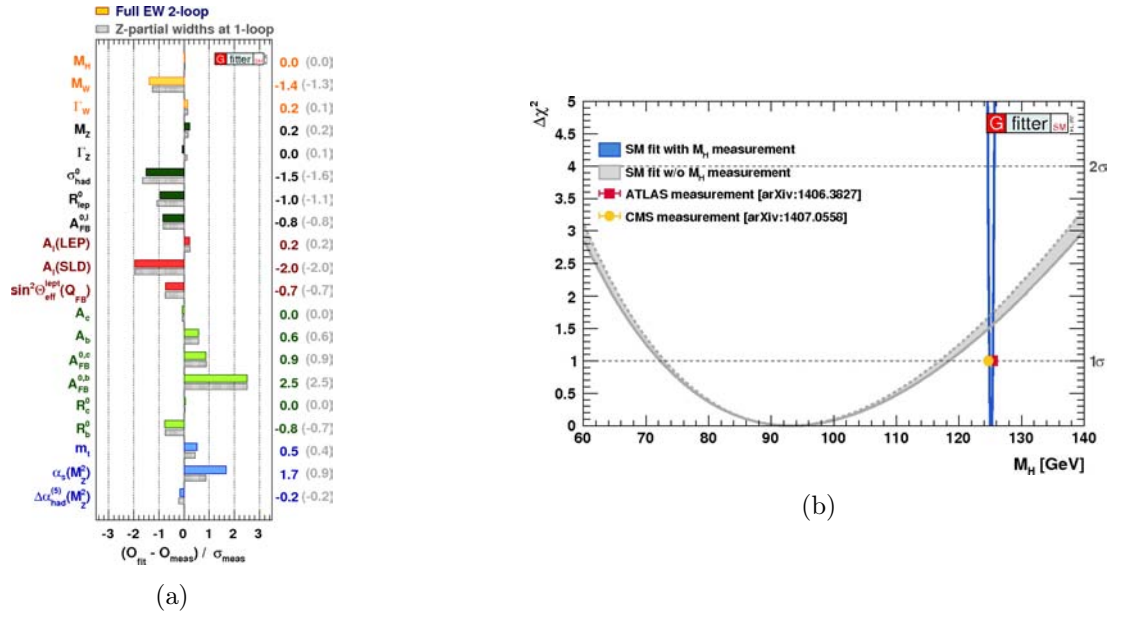 Full EW 2-loop
Z-partial widths at 1-loop
G fitter SM
M_H 0.0 (0.0)
M_W -1.4 (-1.3)
Γ_W 0.2 (0.1)
M_Z 0.2 (0.2)
Γ_Z 0.0 (0.1)
σ⁰_had -1.5 (-1.6)
R⁰_lep -1.0 (-1.1)
A^{0,l}_FB -0.8 (-0.8)
A_l(LEP) 0.2 (0.2)
A_l(SLD) -2.0 (-2.0)
sin²Θ^{lept}_{eff}(Q_FB) -0.7 (-0.7)
A_c 0.0 (0.0)
A_b 0.6 (0.6)
A^{0,c}_FB 0.9 (0.9)
A^{0,b}_FB 2.5 (2.5)
R⁰_c 0.0 (0.0)
R⁰_b -0.8 (-0.7)
m_t 0.5 (0.4)
α_s(M²_Z) 1.7 (0.9)
Δα^{(5)}_{had}(M²_Z) -0.2 (-0.2)
-3 -2 -1 0 1 2 3
(O_fit - O_meas) / σ_meas
(a)
Δχ²
5
4.5
4
3.5
3
2.5
2
1.5
1
0.5
0
G fitter SM
SM fit with M_H measurement
SM fit w/o M_H measurement
ATLAS measurement [arXiv:1406.3827]
CMS measurement [arXiv:1407.0558]
2σ
1σ
60 70 80 90 100 110 120 130 140
M_H [GeV]
(b)